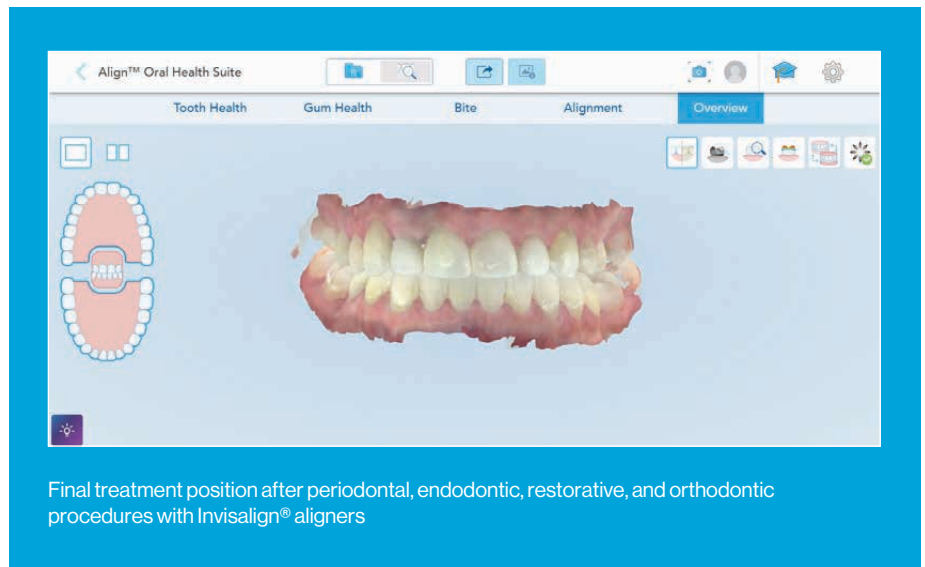 Align™ Oral Health Suite
Tooth Health Gum Health Bite Alignment Overview
Final treatment position after periodontal, endodontic, restorative, and orthodontic
procedures with Invisalign® aligners